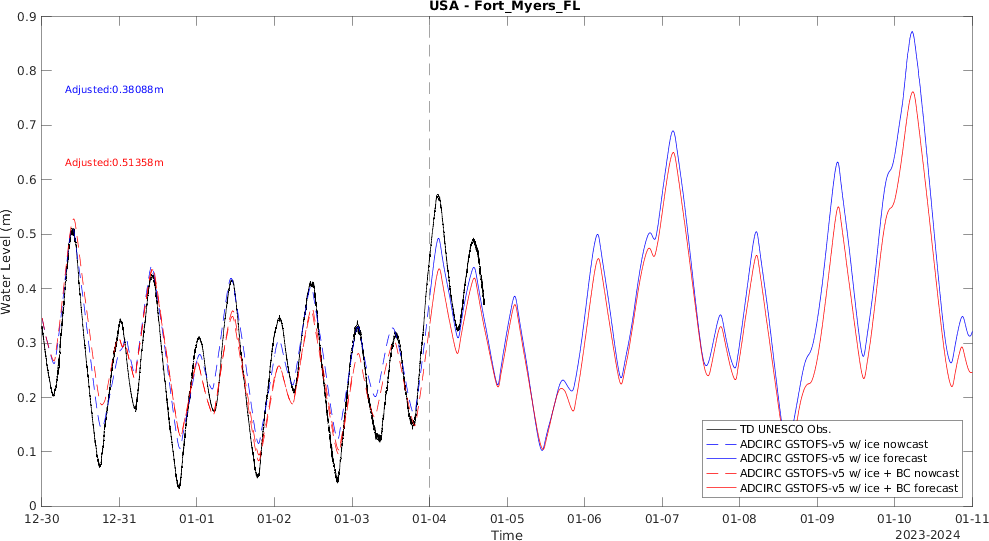 USA - Fort_Myers_FL
0.9
0.8
0.7
0.6
0.5
0.4
0.3
0.2
0.1
0
Water Level (m)
Adjusted:0.38088m
Adjusted:0.51358m
TD UNESCO Obs.
ADCIRC GSTOFS-v5 w/ ice nowcast
ADCIRC GSTOFS-v5 w/ ice forecast
ADCIRC GSTOFS-v5 w/ ice + BC nowcast
ADCIRC GSTOFS-v5 w/ ice + BC forecast
12-30 12-31 01-01 01-02 01-03 01-04 01-05 01-06 01-07 01-08 01-09 01-10 01-11
Time
2023-2024